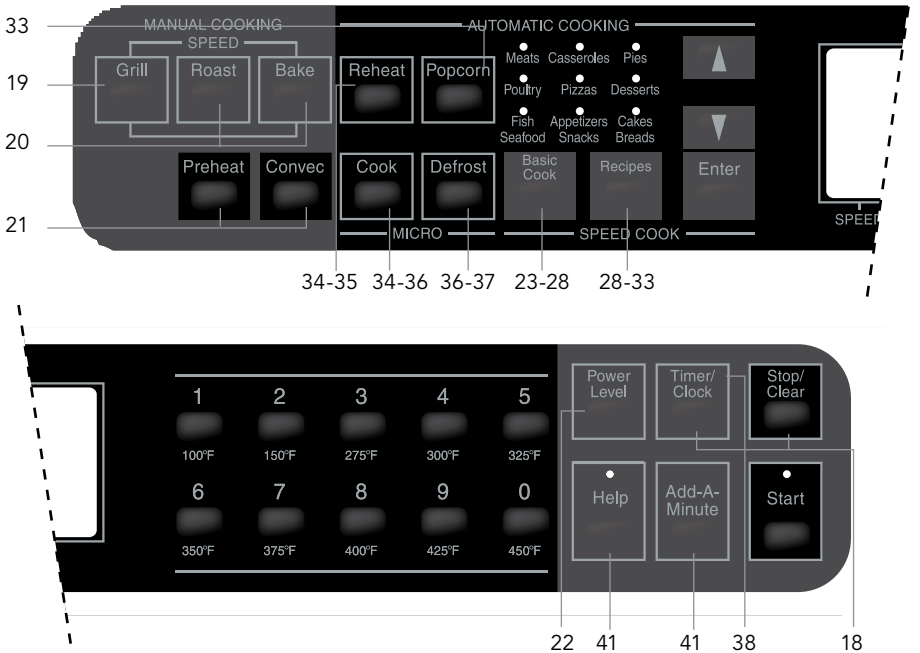 33
MANUAL COOKING
AUTOMATIC COOKING
SPEED
Grill
Roast
Bake
Reheat
Popcorn
Meats
Casseroles
Pies
Poultry
Pizzas
Desserts
Fish
Seafood
Appetizers
Snacks
Cakes
Breads
19
20
Preheat
Convec
Cook
Defrost
Basic
Cook
Recipes
Enter
21
MICRO
SPEED COOK
SPEED
34-35
34-36
36-37
23-28
28-33
1
2
3
4
5
100°F
150°F
275°F
300°F
325°F
6
7
8
9
0
350°F
375°F
400°F
425°F
450°F
Power
Level
Timer/
Clock
Stop/
Clear
Help
Add-A-
Minute
Start
22
41
41
38
18